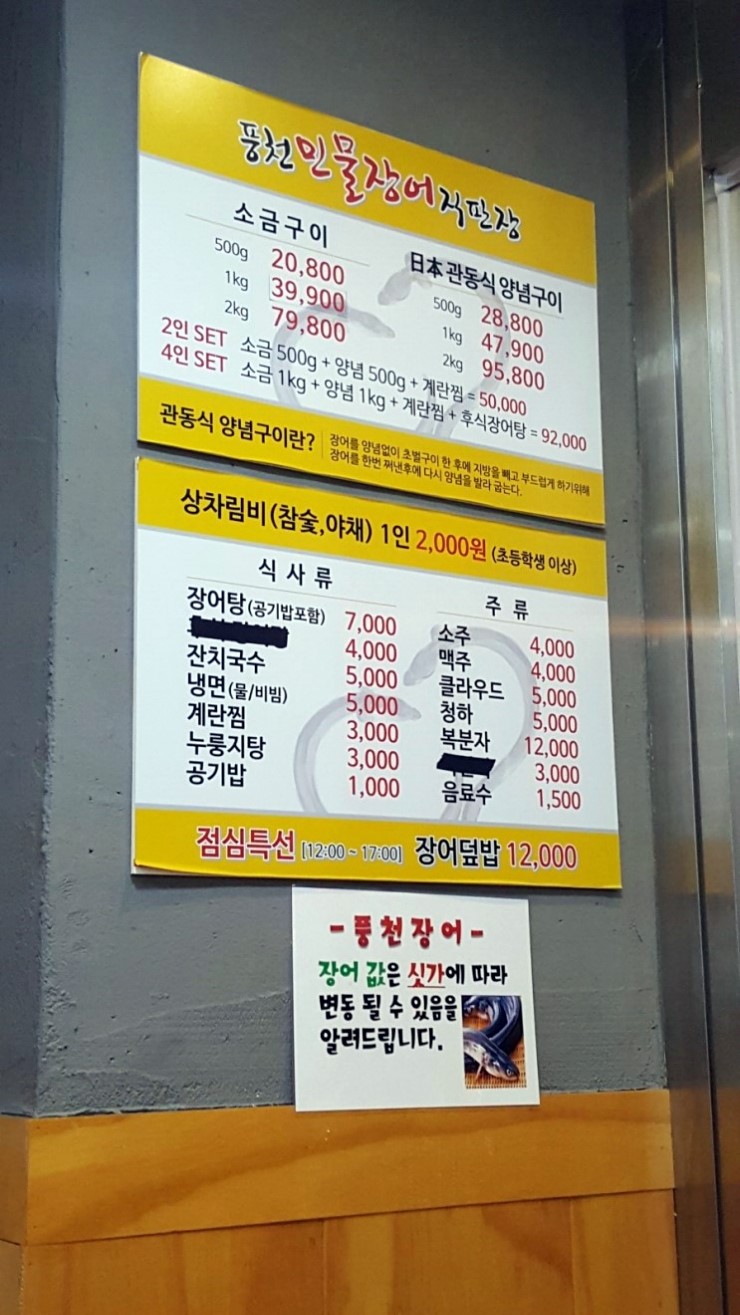 풍천민물장어직판장
소금구이
500g 20,800
1kg 39,900
2kg 79,800
日本 관동식 양념구이
500g 28,800
1kg 47,900
2kg 95,800
2인 SET 소금 500g + 양념 500g + 계란찜 = 50,000
4인 SET 소금 1kg + 양념 1kg + 계란찜 + 후식장어탕 = 92,000
관동식 양념구이란?
장어를 양념없이 초벌구이 한 후에 지방을 빼고 부드럽게 하기위해
장어를 한번 쪄낸후에 다시 양념을 발라 굽는다.
상차림비(참숯,야채) 1인 2,000원 (초등학생 이상)
식사류
장어탕(공기밥포함) 7,000
4,000
잔치국수 5,000
냉면(물/비빔) 5,000
계란찜 3,000
누룽지탕 3,000
공기밥 1,000
주류
소주 4,000
맥주 4,000
클라우드 5,000
청하 5,000
복분자 12,000
3,000
음료수 1,500
점심특선 [12:00 ~ 17:00] 장어덮밥 12,000
- 풍천장어 -
장어 값은 싯가에 따라
변동 될 수 있음을
알려드립니다.